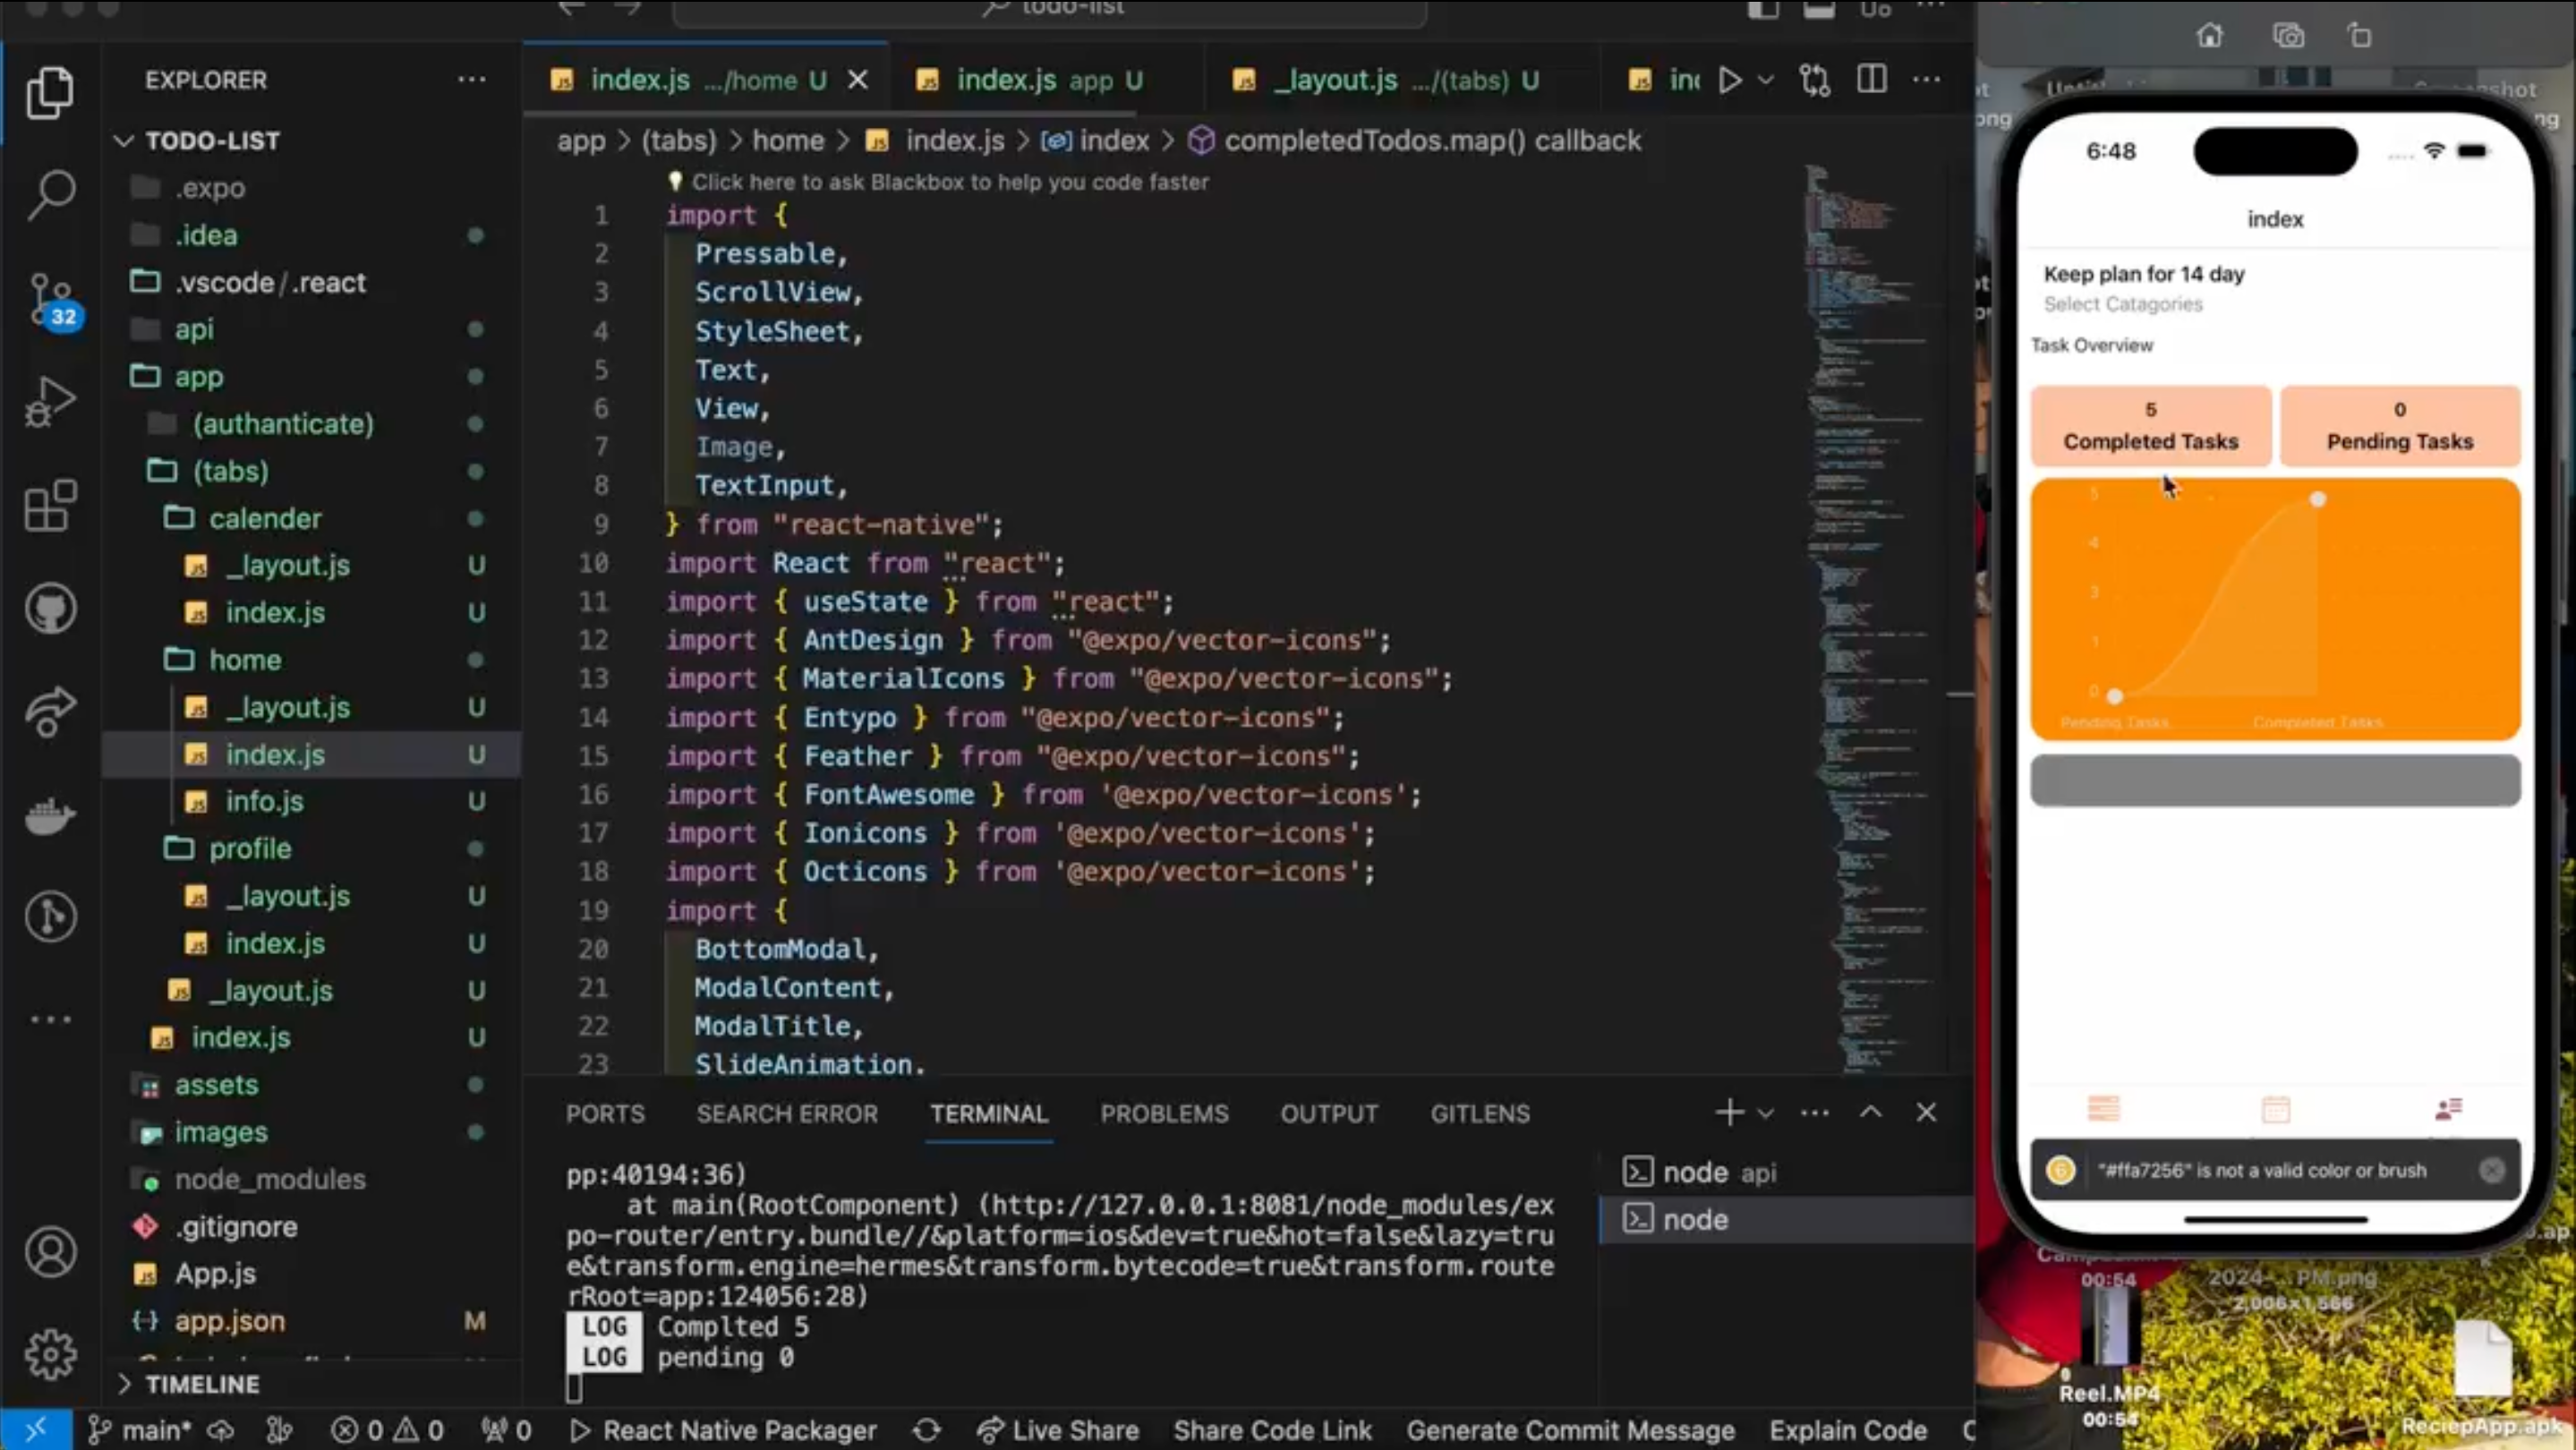 todo-list
EXPLORER
TODO-LIST
.expo
.idea
.vscode/.react
32
api
app
(authanticate)
(tabs)
calender
_layout.js U
index.js U
home
_layout.js U
index.js U
info.js U
profile
_layout.js U
index.js U
_layout.js U
index.js U
assets
images
node_modules
.gitignore
App.js
app.json M
TIMELINE
index.js .../home U
index.js app U
_layout.js .../(tabs) U
app > (tabs) > home > index.js > index > completedTodos.map() callback
Click here to ask Blackbox to help you code faster
1 import {
2 Pressable,
3 ScrollView,
4 StyleSheet,
5 Text,
6 View,
7 Image,
8 TextInput,
9 } from "react-native";
10 import React from "react";
11 import { useState } from "react";
12 import { AntDesign } from "@expo/vector-icons";
13 import { MaterialIcons } from "@expo/vector-icons";
14 import { Entypo } from "@expo/vector-icons";
15 import { Feather } from "@expo/vector-icons";
16 import { FontAwesome } from '@expo/vector-icons';
17 import { Ionicons } from '@expo/vector-icons';
18 import { Octicons } from '@expo/vector-icons';
19 import {
20 BottomModal,
21 ModalContent,
22 ModalTitle,
23 SlideAnimation,
PORTS SEARCH ERROR TERMINAL PROBLEMS OUTPUT GITLENS
pp:40194:36)
at main(RootComponent) (http://127.0.0.1:8081/node_modules/ex
po-router/entry.bundle//&platform=ios&dev=true&hot=false&lazy=tru
e&transform.engine=hermes&transform.bytecode=true&transform.route
rRoot=app:124056:28)
LOG Complted 5
LOG pending 0
node api
node
main* 0 0 0 React Native Packager Live Share Share Code Link Generate Commit Message Explain Code
6:48
index
Keep plan for 14 day
Select Catagories
Task Overview
5
Completed Tasks
0
Pending Tasks
5
4
3
1
0
Pending Tasks Completed Tasks
6 "#ffa7256" is not a valid color or brush
00:54
2024-... PM.png
2,006×1,566
Reel.MP4
00:54
ReciepApp.apk